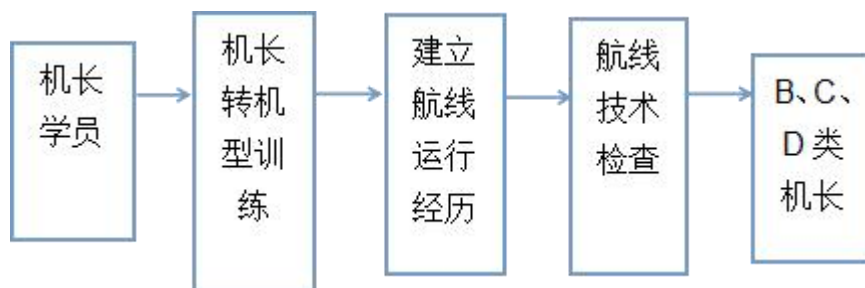 机长
学员
机长
转机
型训
练
建立
航线
运行
经历
航线
技术
检查
B、C、
D类
机长